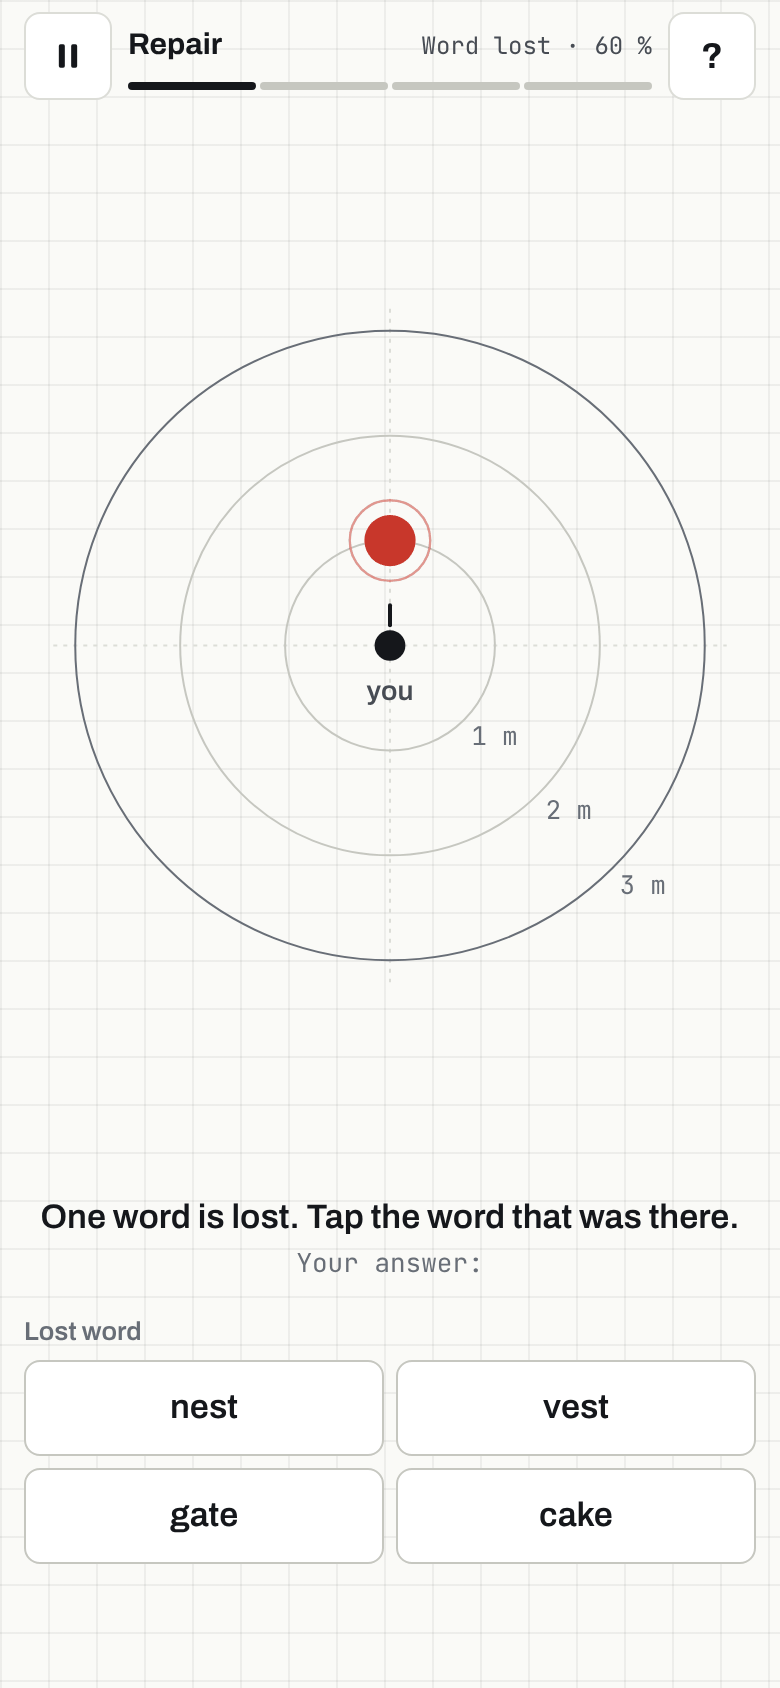 Repair
Word lost · 60 %
?
you
1 m
2 m
3 m
One word is lost. Tap the word that was there.
Your answer:
Lost word
nest
vest
gate
cake